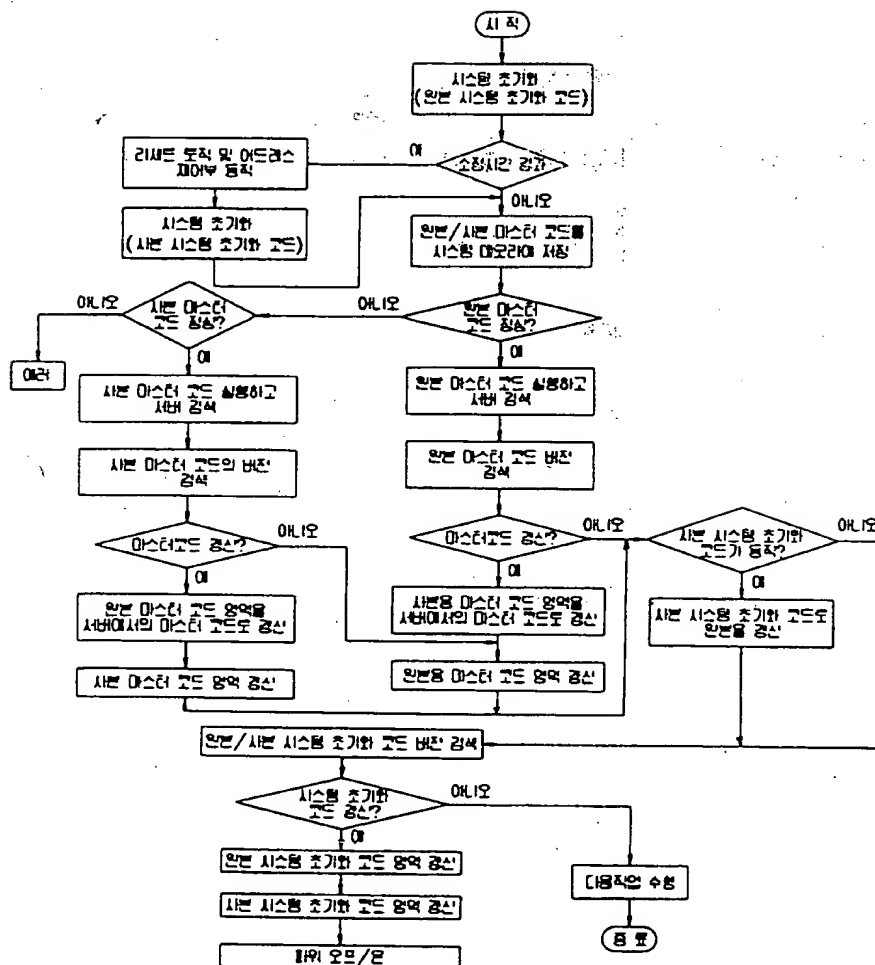 시 작
시스템 초기화
(원본 시스템 초기화 코드)
소정시간 경과
예
아니오
리세트 로직 및 어드레스
제어부 동작
시스템 초기화
(사본 시스템 초기화 코드)
원본/사본 마스터 코드를
시스템 메모리에 저장
원본 마스터
코드 정상?
아니오
예
사본 마스터
코드 정상?
아니오
예
에러
사본 마스터 코드 실행하고
서버 검색
원본 마스터 코드 실행하고
서버 검색
사본 마스터 코드의 버전
검색
원본 마스터 코드 버전
검색
마스터코드 갱신?
아니오
예
마스터코드 갱신?
아니오
예
사본 시스템 초기화
코드가 동작?
아니오
예
원본 마스터 코드 영역을
서버에서의 마스터 코드로 갱신
사본용 마스터 코드 영역을
서버에서의 마스터 코드로 갱신
사본 시스템 초기화 코드로
원본을 갱신
사본 마스터 코드 영역 갱신
원본용 마스터 코드 영역 갱신
원본/사본 시스템 초기화 코드 버전 검색
시스템 초기화
코드 갱신?
아니오
예
원본 시스템 초기화 코드 영역 갱신
사본 시스템 초기화 코드 영역 갱신
파워 오프/온
다음작업 수행
종 료